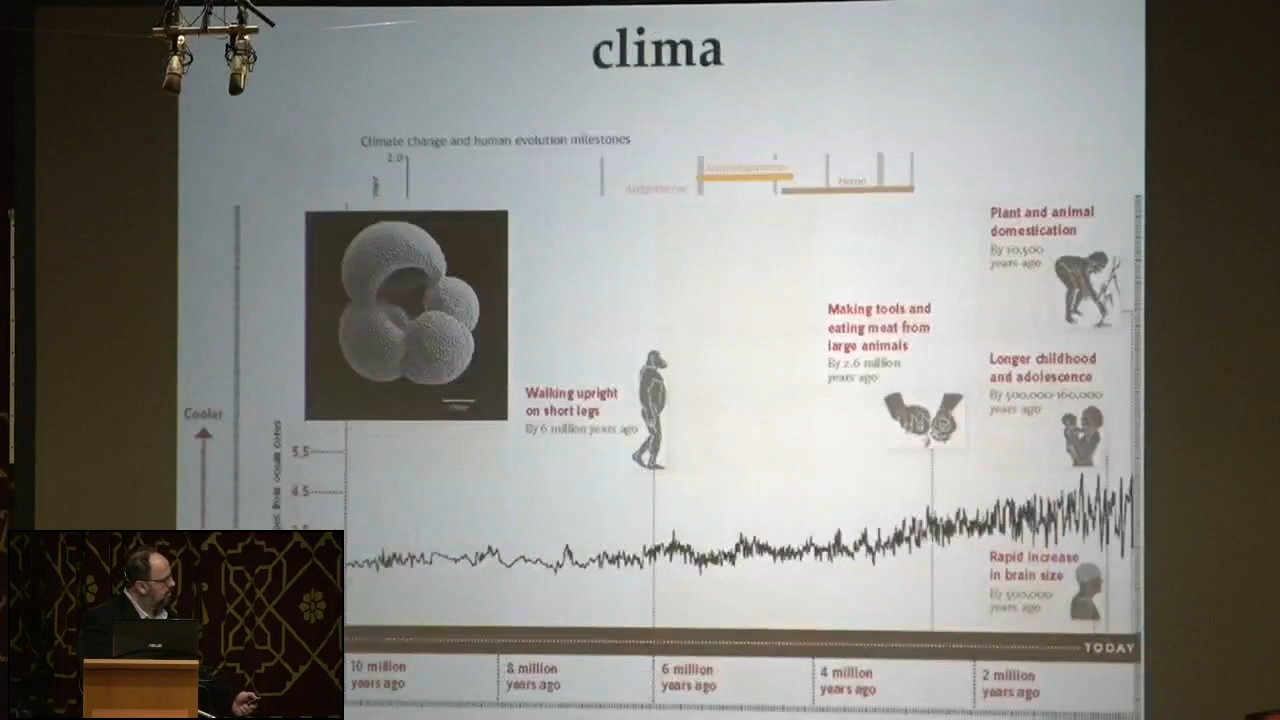 clima
Climate change and human evolution milestones
2.0
Homo
Plant and animal
domestication
By 10,500
years ago
Making tools and
eating meat from
large animals
By 2.6 million
years ago
Longer childhood
and adolescence
By 500,000-160,000
years ago
Walking upright
on short legs
By 6 million years ago
Cooler
5.5
4.5
Rapid increase
in brain size
By 500,000
years ago
ASUS
TODAY
10 million
years ago
8 million
years ago
6 million
years ago
4 million
years ago
2 million
years ago